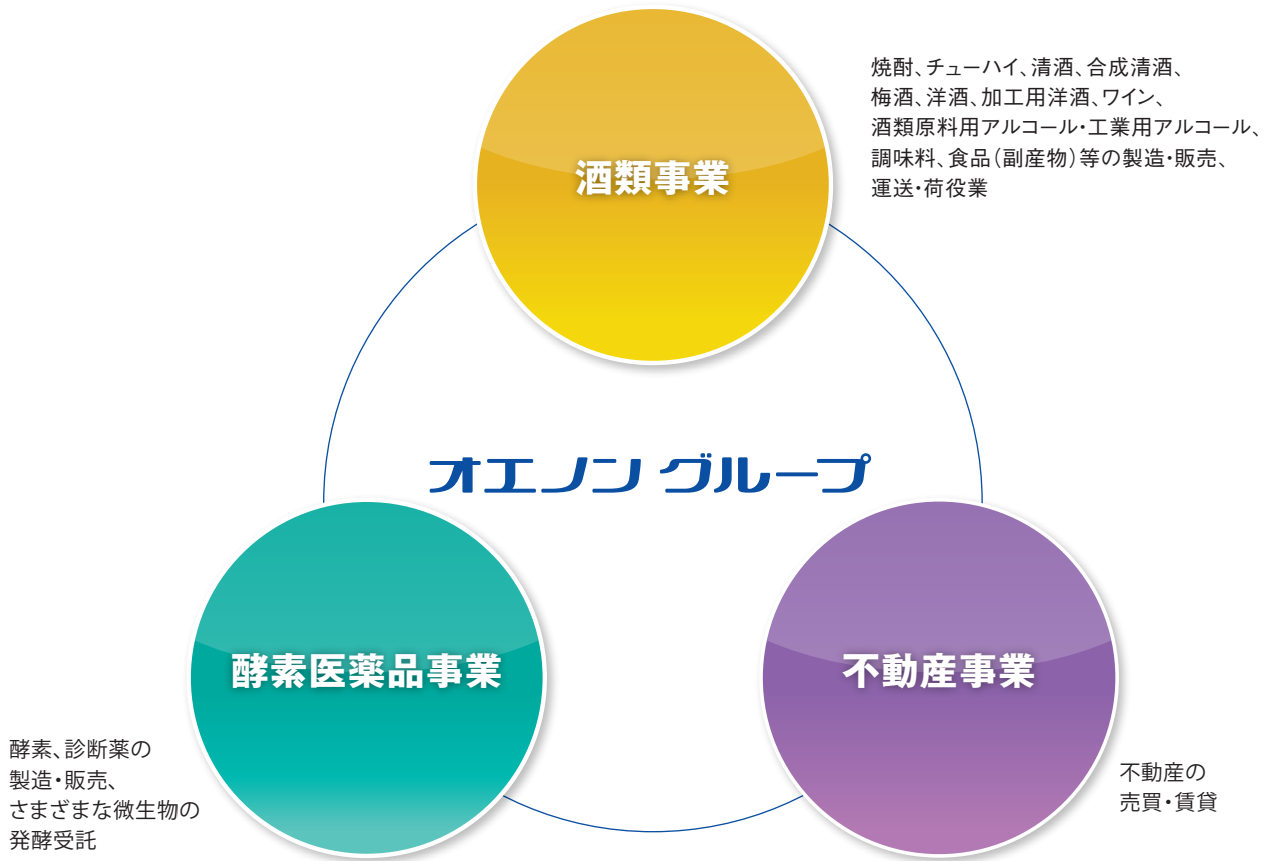 焼酎、チューハイ、清酒、合成清酒、
梅酒、洋酒、加工用洋酒、ワイン、
酒類原料用アルコール・工業用アルコール、
調味料、食品（副産物）等の製造・販売、
運送・荷役業
酒類事業
オエノン グループ
酵素医薬品事業
不動産事業
酵素、診断薬の
製造・販売、
さまざまな微生物の
発酵受託
不動産の
売買・賃貸